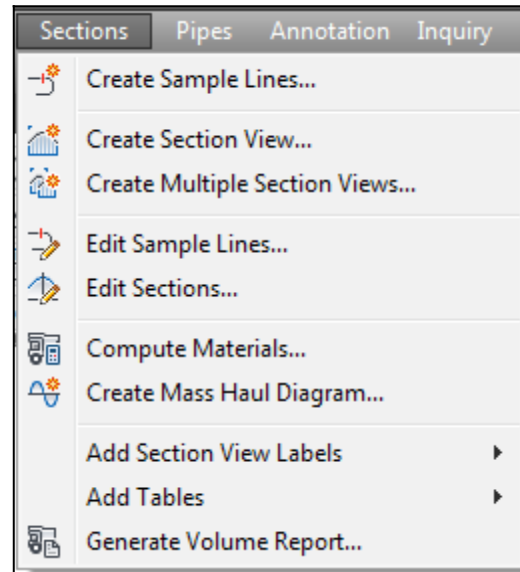 Sections Pipes Annotation Inquiry
Create Sample Lines...
Create Section View...
Create Multiple Section Views...
Edit Sample Lines...
Edit Sections...
Compute Materials...
Create Mass Haul Diagram...
Add Section View Labels
Add Tables
Generate Volume Report...